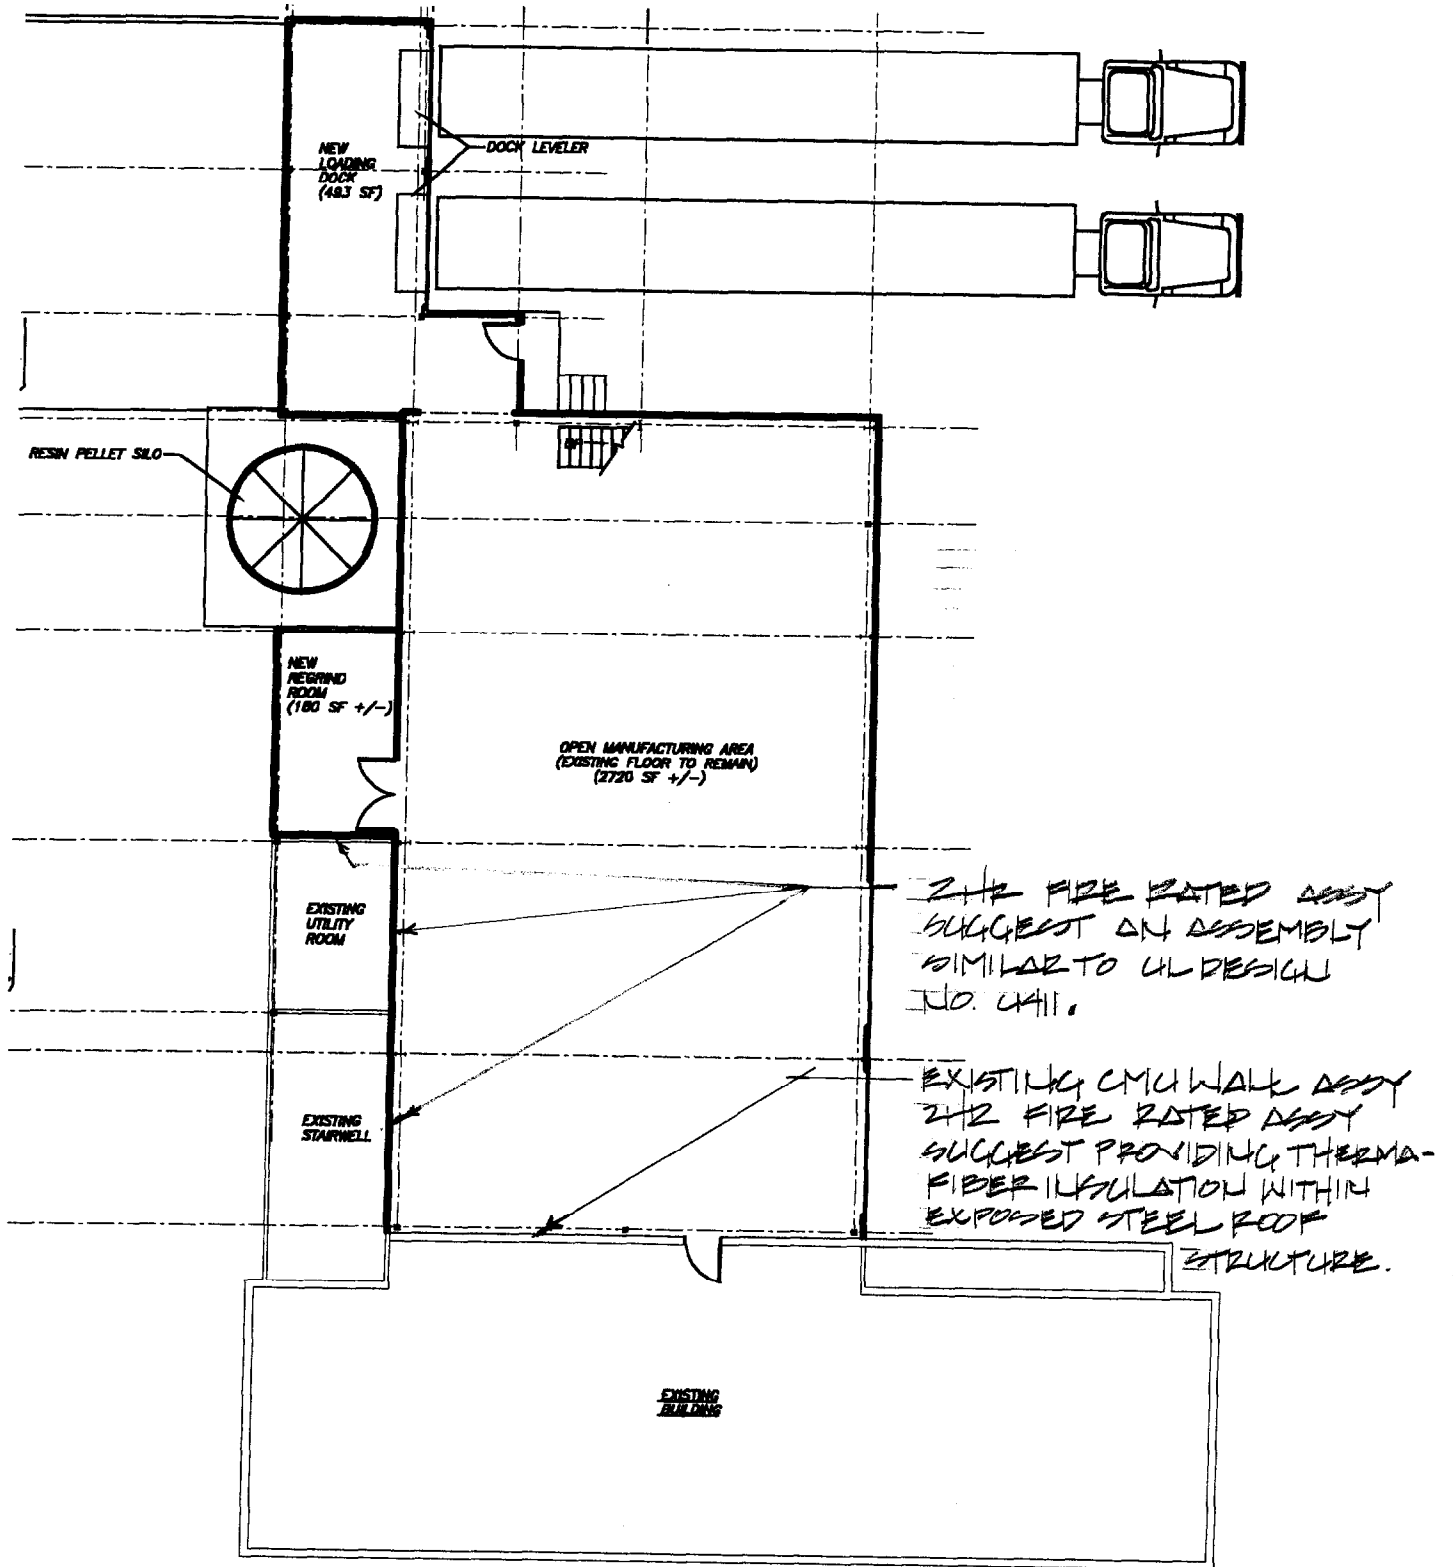 NEW
LOADING
DOCK
(493 SF)
DOCK LEVELER
RESIN PELLET SILO
UP
NEW
REGRIND
ROOM
(180 SF +/-)
OPEN MANUFACTURING AREA
(EXISTING FLOOR TO REMAIN)
(2720 SF +/-)
EXISTING
UTILITY
ROOM
2 HR FIRE RATED ASSY
SUGGEST AN ASSEMBLY
SIMILAR TO UL DESIGN
NO. U411.
EXISTING CMU WALL ASSY
2 HR FIRE RATED ASSY
SUGGEST PROVIDING THERMA-
FIBER INSULATION WITHIN
EXPOSED STEEL ROOF
STRUCTURE.
EXISTING
STAIRWELL
EXISTING
BUILDING